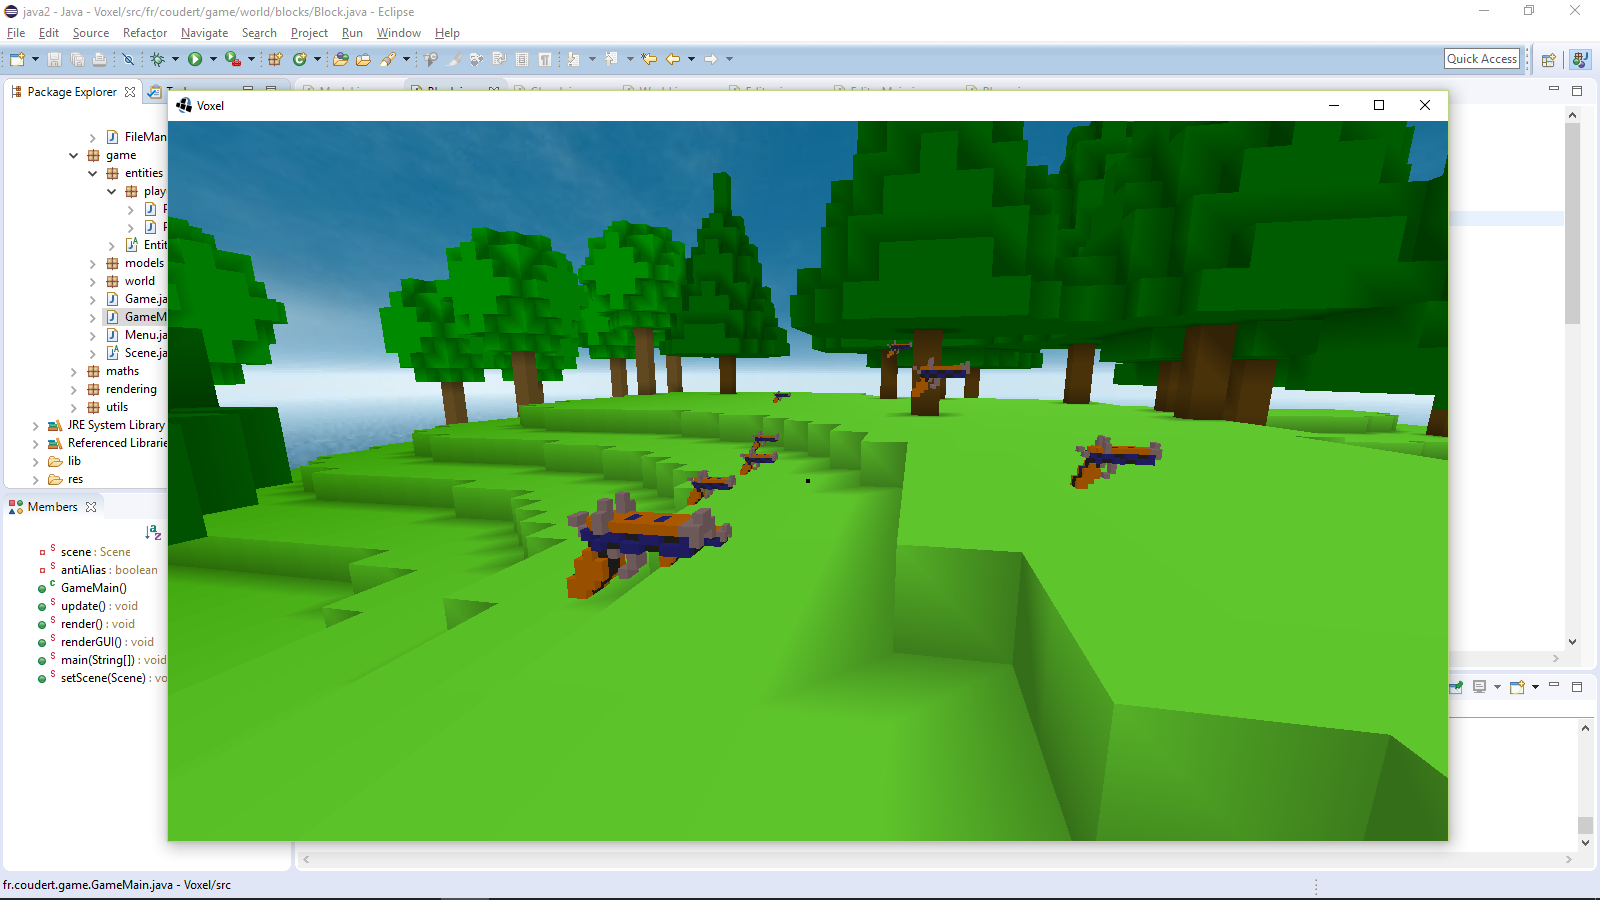 java2 - Java - Voxel/src/fr/coudert/game/world/blocks/Block.java - Eclipse
File Edit Source Refactor Navigate Search Project Run Window Help
Quick Access
Package Explorer
Voxel
FileMan
game
entities
play
Entit
models
world
Game.ja
GameM
Menu.ja
Scene.ja
maths
rendering
utils
JRE System Library
Referenced Librarie
lib
res
Members
scene : Scene
antiAlias : boolean
GameMain()
update() : void
render() : void
renderGUI() : void
main(String[]) : void
setScene(Scene) : vo
fr.coudert.game.GameMain.java - Voxel/src